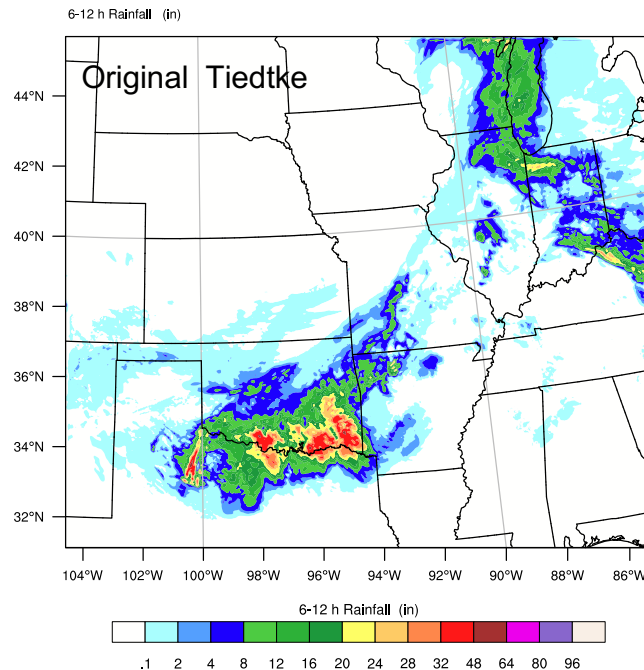 6-12 h Rainfall (in)
Original Tiedtke
44°N
42°N
40°N
38°N
36°N
34°N
32°N
104°W 102°W 100°W 98°W 96°W 94°W 92°W 90°W 88°W 86°W
6-12 h Rainfall (in)
.1 2 4 8 12 16 20 24 28 32 48 64 80 96